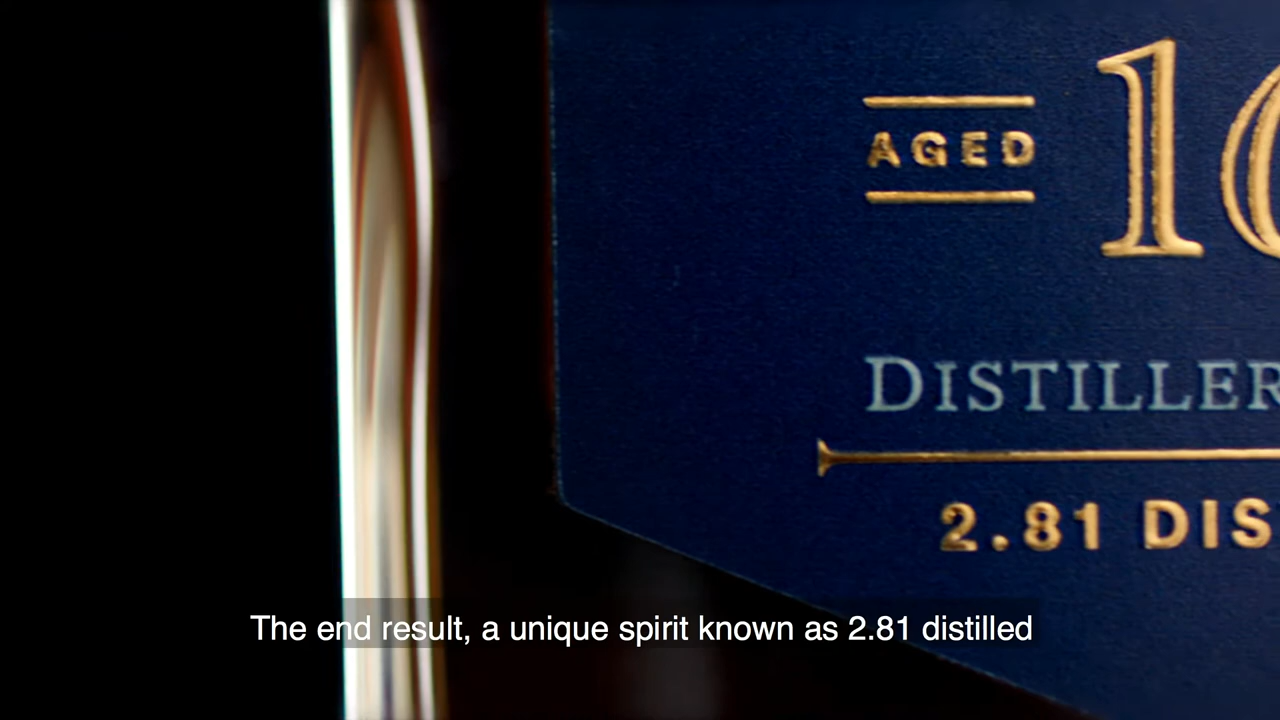 AGED
DISTILLER
2.81 DIS
The end result, a unique spirit known as 2.81 distilled